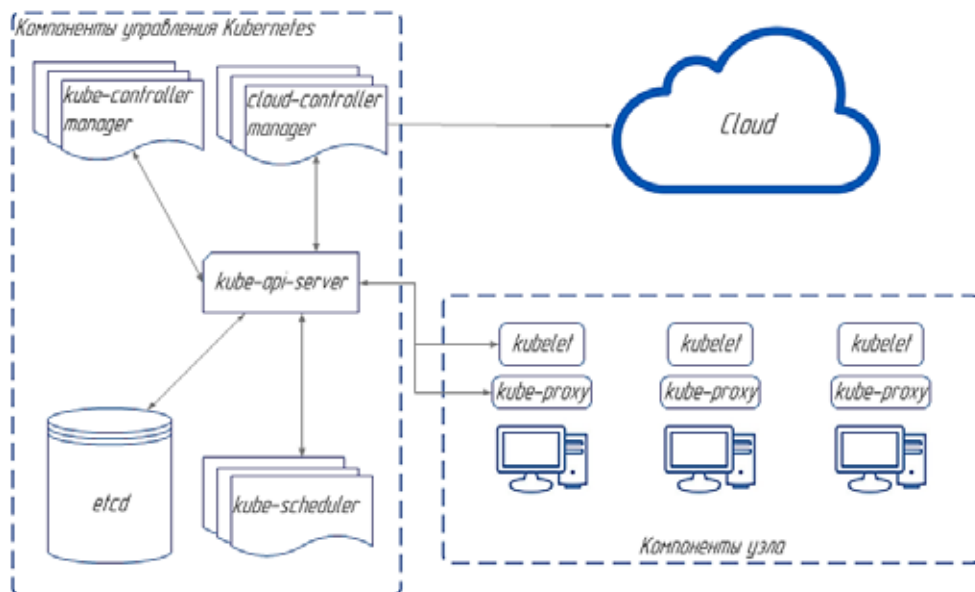 Компоненты управления Kubernetes
kube-controller
manager
cloud-controller
manager
Cloud
kube-api-server
etcd
kube-scheduler
kubelet
kubelet
kubelet
kube-proxy
kube-proxy
kube-proxy
Компоненты узла